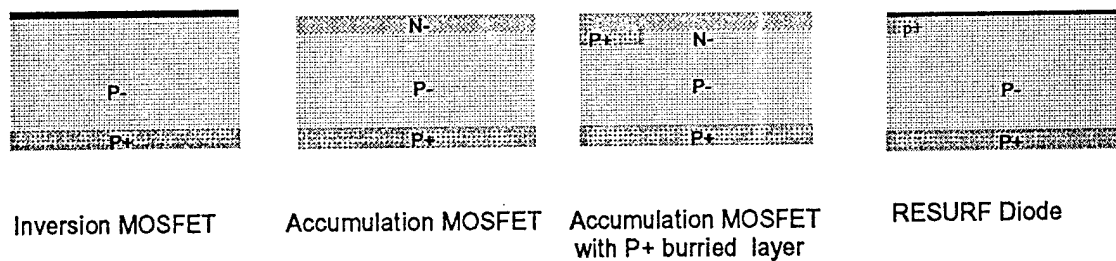 P-
P+
Inversion MOSFET
N-
P-
P+
Accumulation MOSFET
P+
N-
P-
P+
Accumulation MOSFET
with P+ burried layer
P-
P+
RESURF Diode